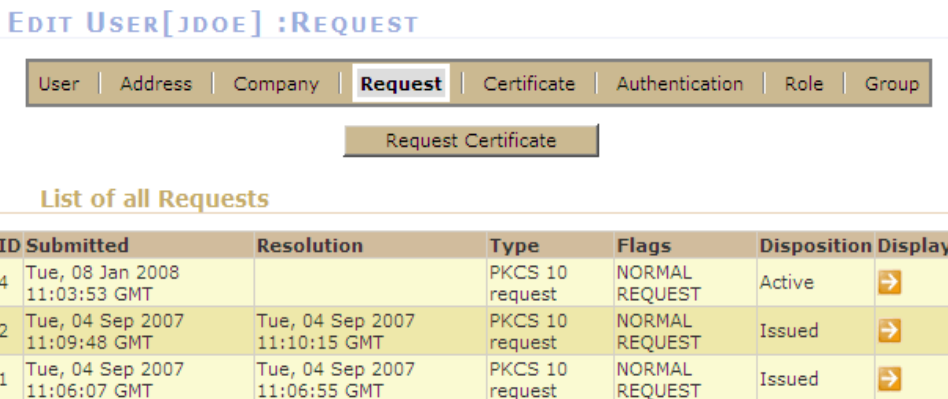 EDIT USER[JDOE] :REQUEST
User | Address | Company | Request | Certificate | Authentication | Role | Group
Request Certificate
List of all Requests
ID Submitted Resolution Type Flags Disposition Display
4 Tue, 08 Jan 2008 11:03:53 GMT PKCS 10 request NORMAL REQUEST Active
2 Tue, 04 Sep 2007 11:09:48 GMT Tue, 04 Sep 2007 11:10:15 GMT PKCS 10 request NORMAL REQUEST Issued
1 Tue, 04 Sep 2007 11:06:07 GMT Tue, 04 Sep 2007 11:06:55 GMT PKCS 10 request NORMAL REQUEST Issued